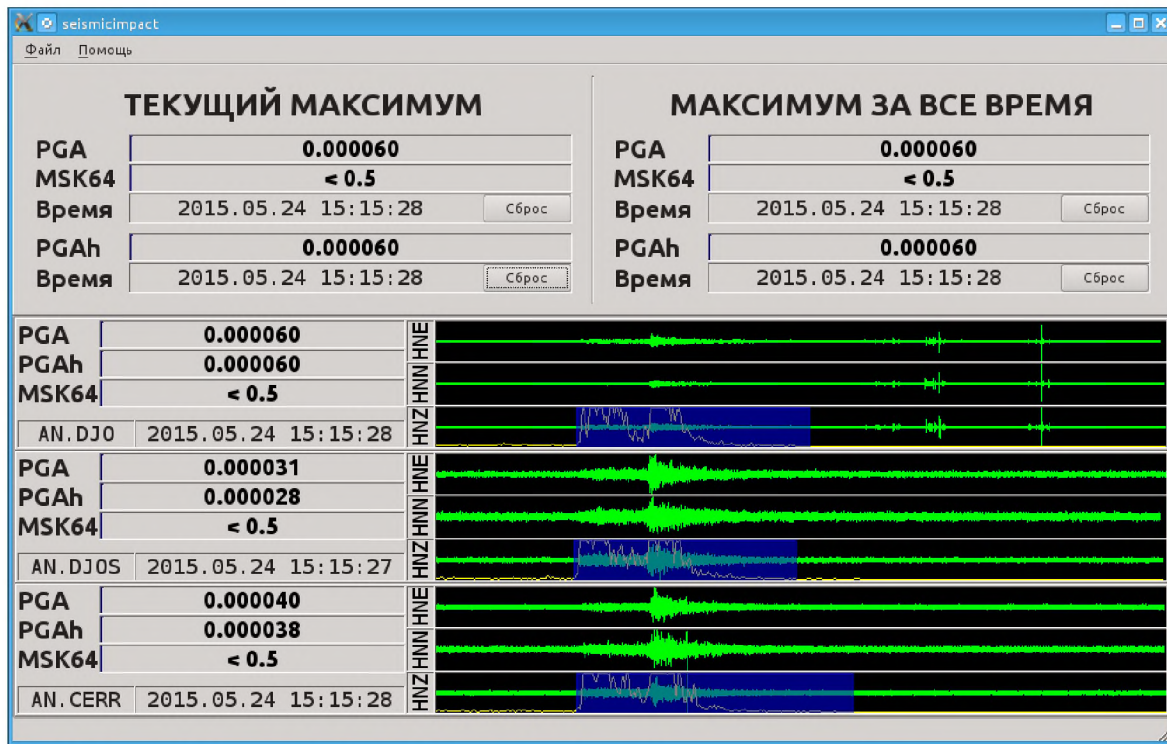 seismicimpact
Файл Помощь
ТЕКУЩИЙ МАКСИМУМ
PGA 0.000060
MSK64 < 0.5
Время 2015.05.24 15:15:28 Сброс
PGAh 0.000060
Время 2015.05.24 15:15:28 Сброс
МАКСИМУМ ЗА ВСЕ ВРЕМЯ
PGA 0.000060
MSK64 < 0.5
Время 2015.05.24 15:15:28 Сброс
PGAh 0.000060
Время 2015.05.24 15:15:28 Сброс
PGA 0.000060
PGAh 0.000060
MSK64 < 0.5
AN.DJO 2015.05.24 15:15:28
HNE
HNN
HNZ
PGA 0.000031
PGAh 0.000028
MSK64 < 0.5
AN.DJOS 2015.05.24 15:15:27
HNE
HNN
HNZ
PGA 0.000040
PGAh 0.000038
MSK64 < 0.5
AN.CERR 2015.05.24 15:15:28
HNE
HNN
HNZ